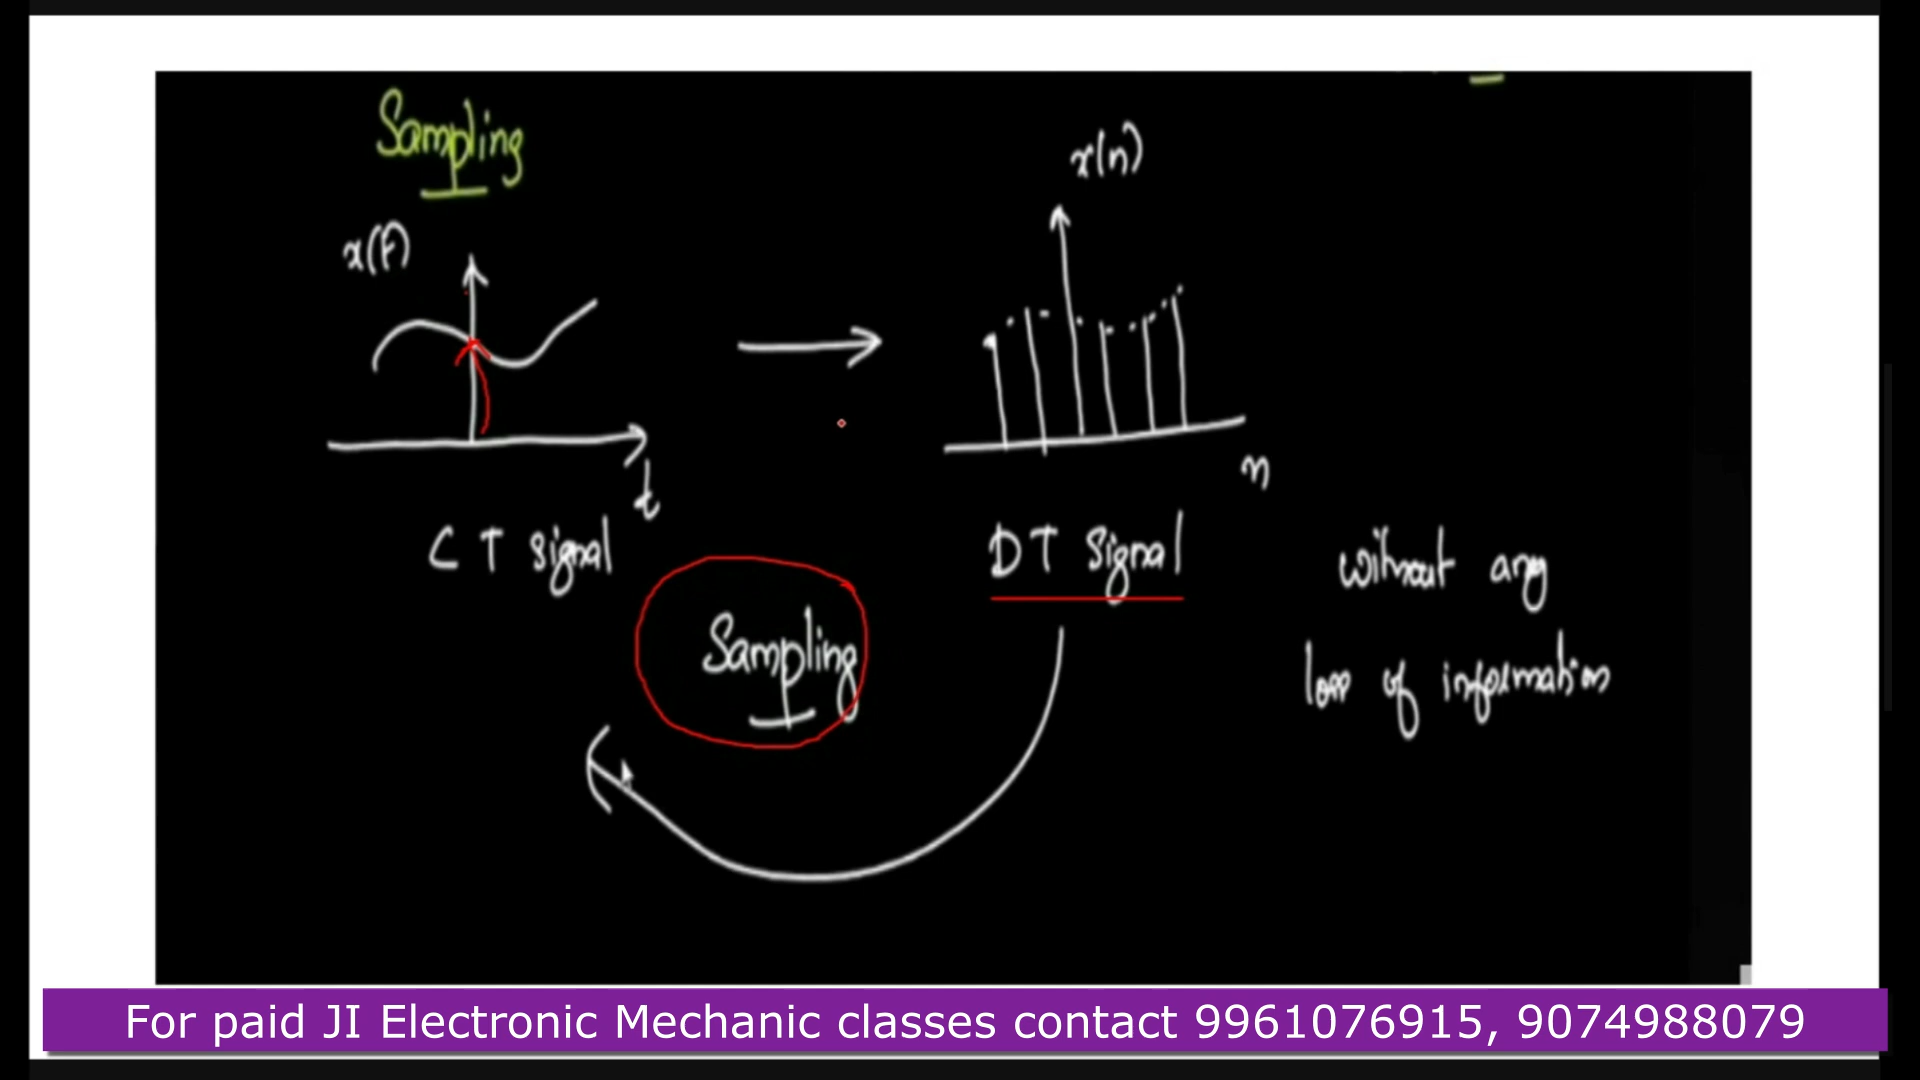 Sampling
x(t)
x(n)
t
n
CT signal
DT signal
without any
loss of information
Sampling
For paid JI Electronic Mechanic classes contact 9961076915, 9074988079